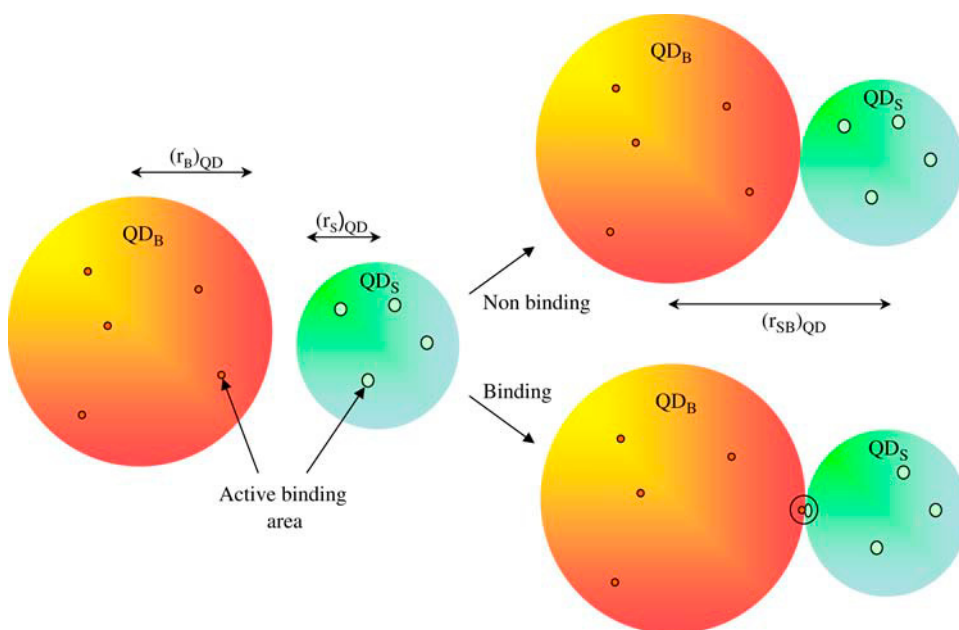 QD_B
QD_S
(r_B)_QD
(r_S)_QD
QD_B
QD_S
Non binding
(r_SB)_QD
Binding
QD_B
QD_S
Active binding
area